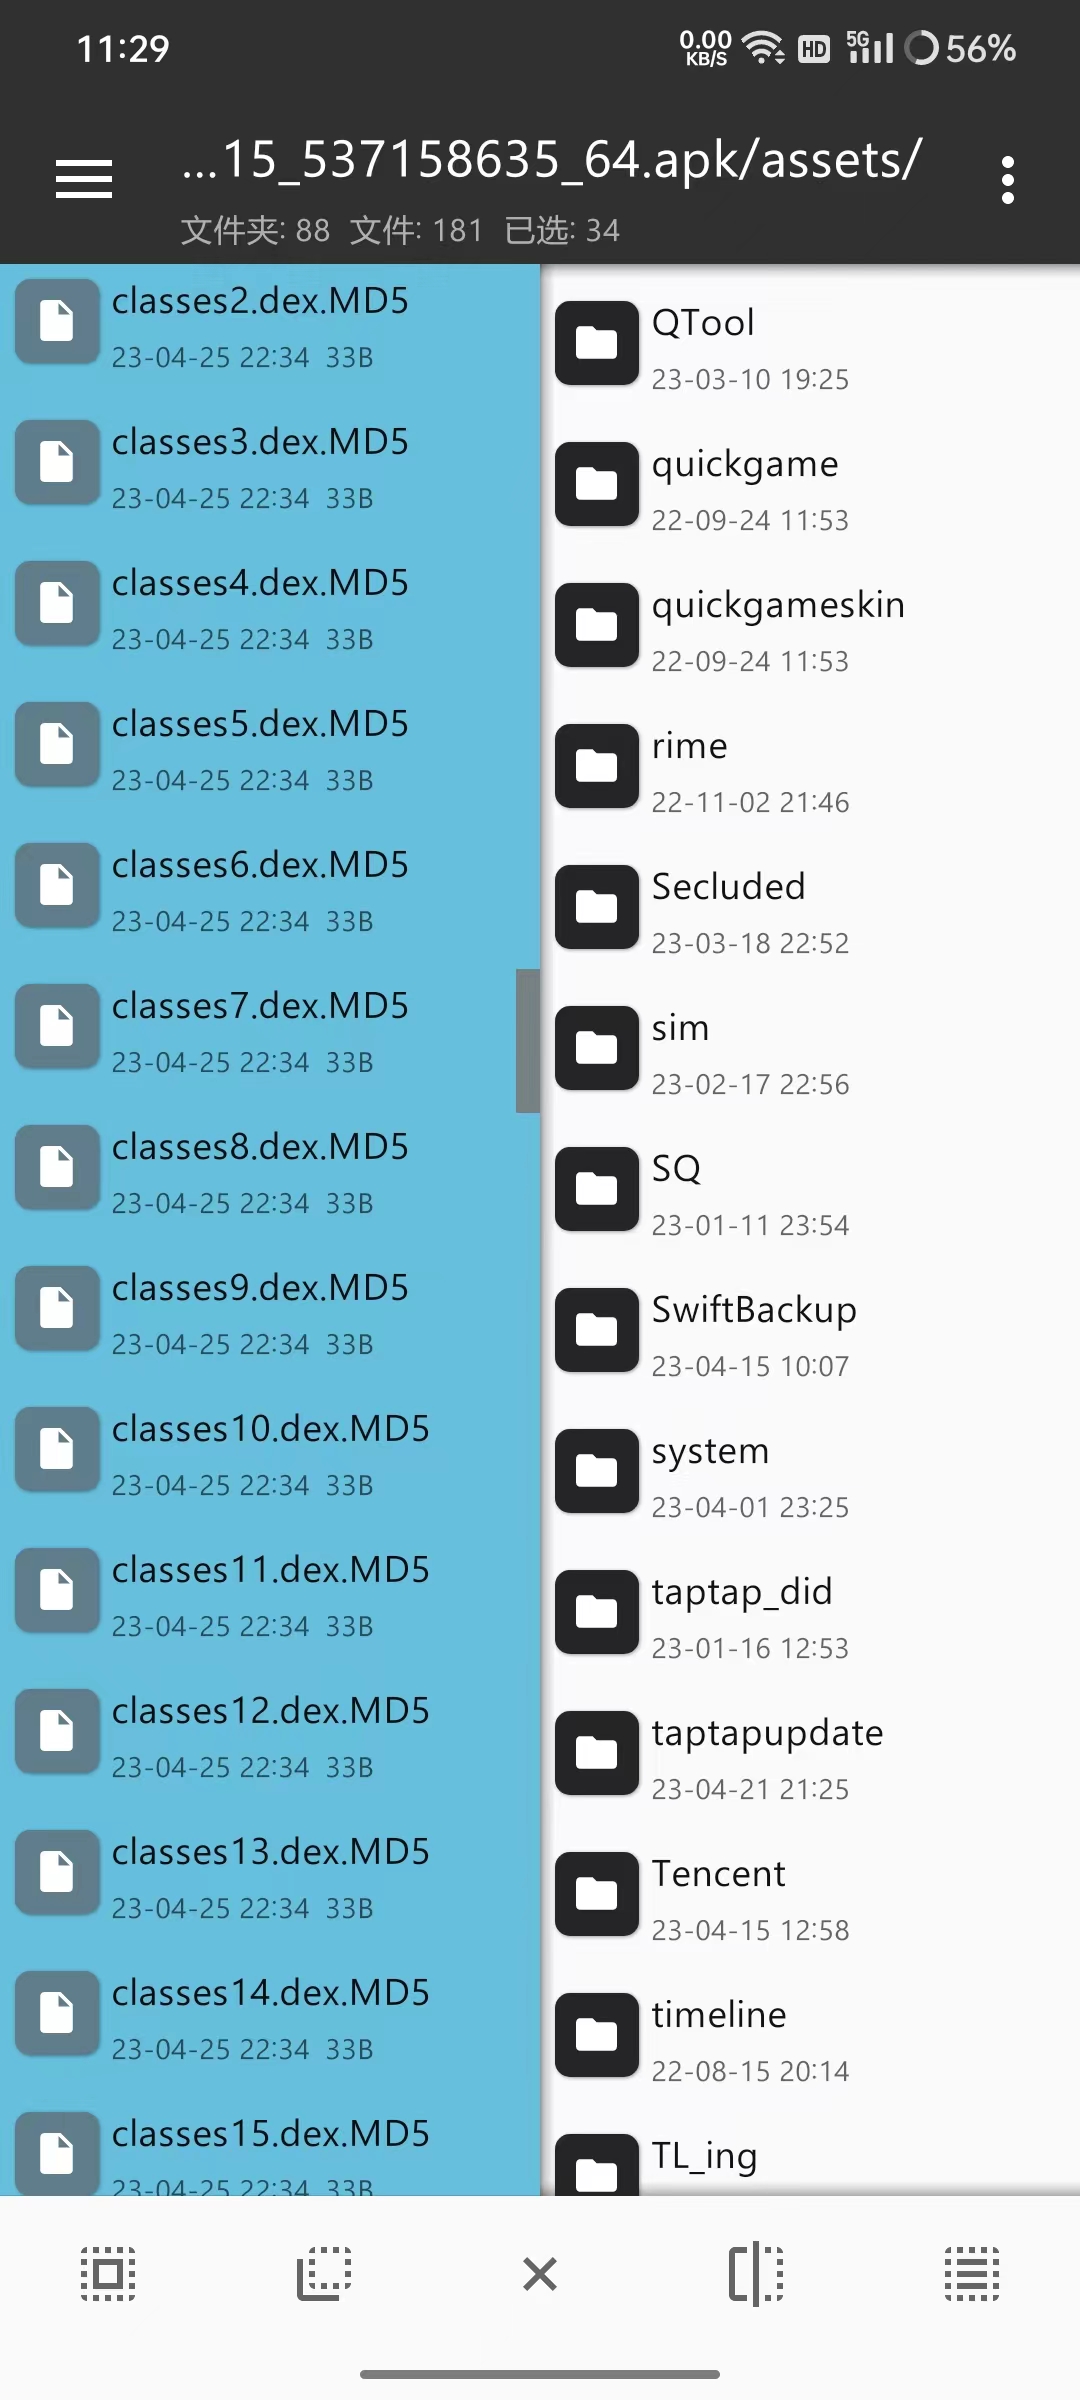 11:29
0.00 KB/S HD 5G 56%
...15_537158635_64.apk/assets/
文件夹: 88 文件: 181 已选: 34
classes2.dex.MD5
23-04-25 22:34 33B
classes3.dex.MD5
23-04-25 22:34 33B
classes4.dex.MD5
23-04-25 22:34 33B
classes5.dex.MD5
23-04-25 22:34 33B
classes6.dex.MD5
23-04-25 22:34 33B
classes7.dex.MD5
23-04-25 22:34 33B
classes8.dex.MD5
23-04-25 22:34 33B
classes9.dex.MD5
23-04-25 22:34 33B
classes10.dex.MD5
23-04-25 22:34 33B
classes11.dex.MD5
23-04-25 22:34 33B
classes12.dex.MD5
23-04-25 22:34 33B
classes13.dex.MD5
23-04-25 22:34 33B
classes14.dex.MD5
23-04-25 22:34 33B
classes15.dex.MD5
23-04-25 22:34 33B
QTool
23-03-10 19:25
quickgame
22-09-24 11:53
quickgameskin
22-09-24 11:53
rime
22-11-02 21:46
Secluded
23-03-18 22:52
sim
23-02-17 22:56
SQ
23-01-11 23:54
SwiftBackup
23-04-15 10:07
system
23-04-01 23:25
taptap_did
23-01-16 12:53
taptapupdate
23-04-21 21:25
Tencent
23-04-15 12:58
timeline
22-08-15 20:14
TL_ing